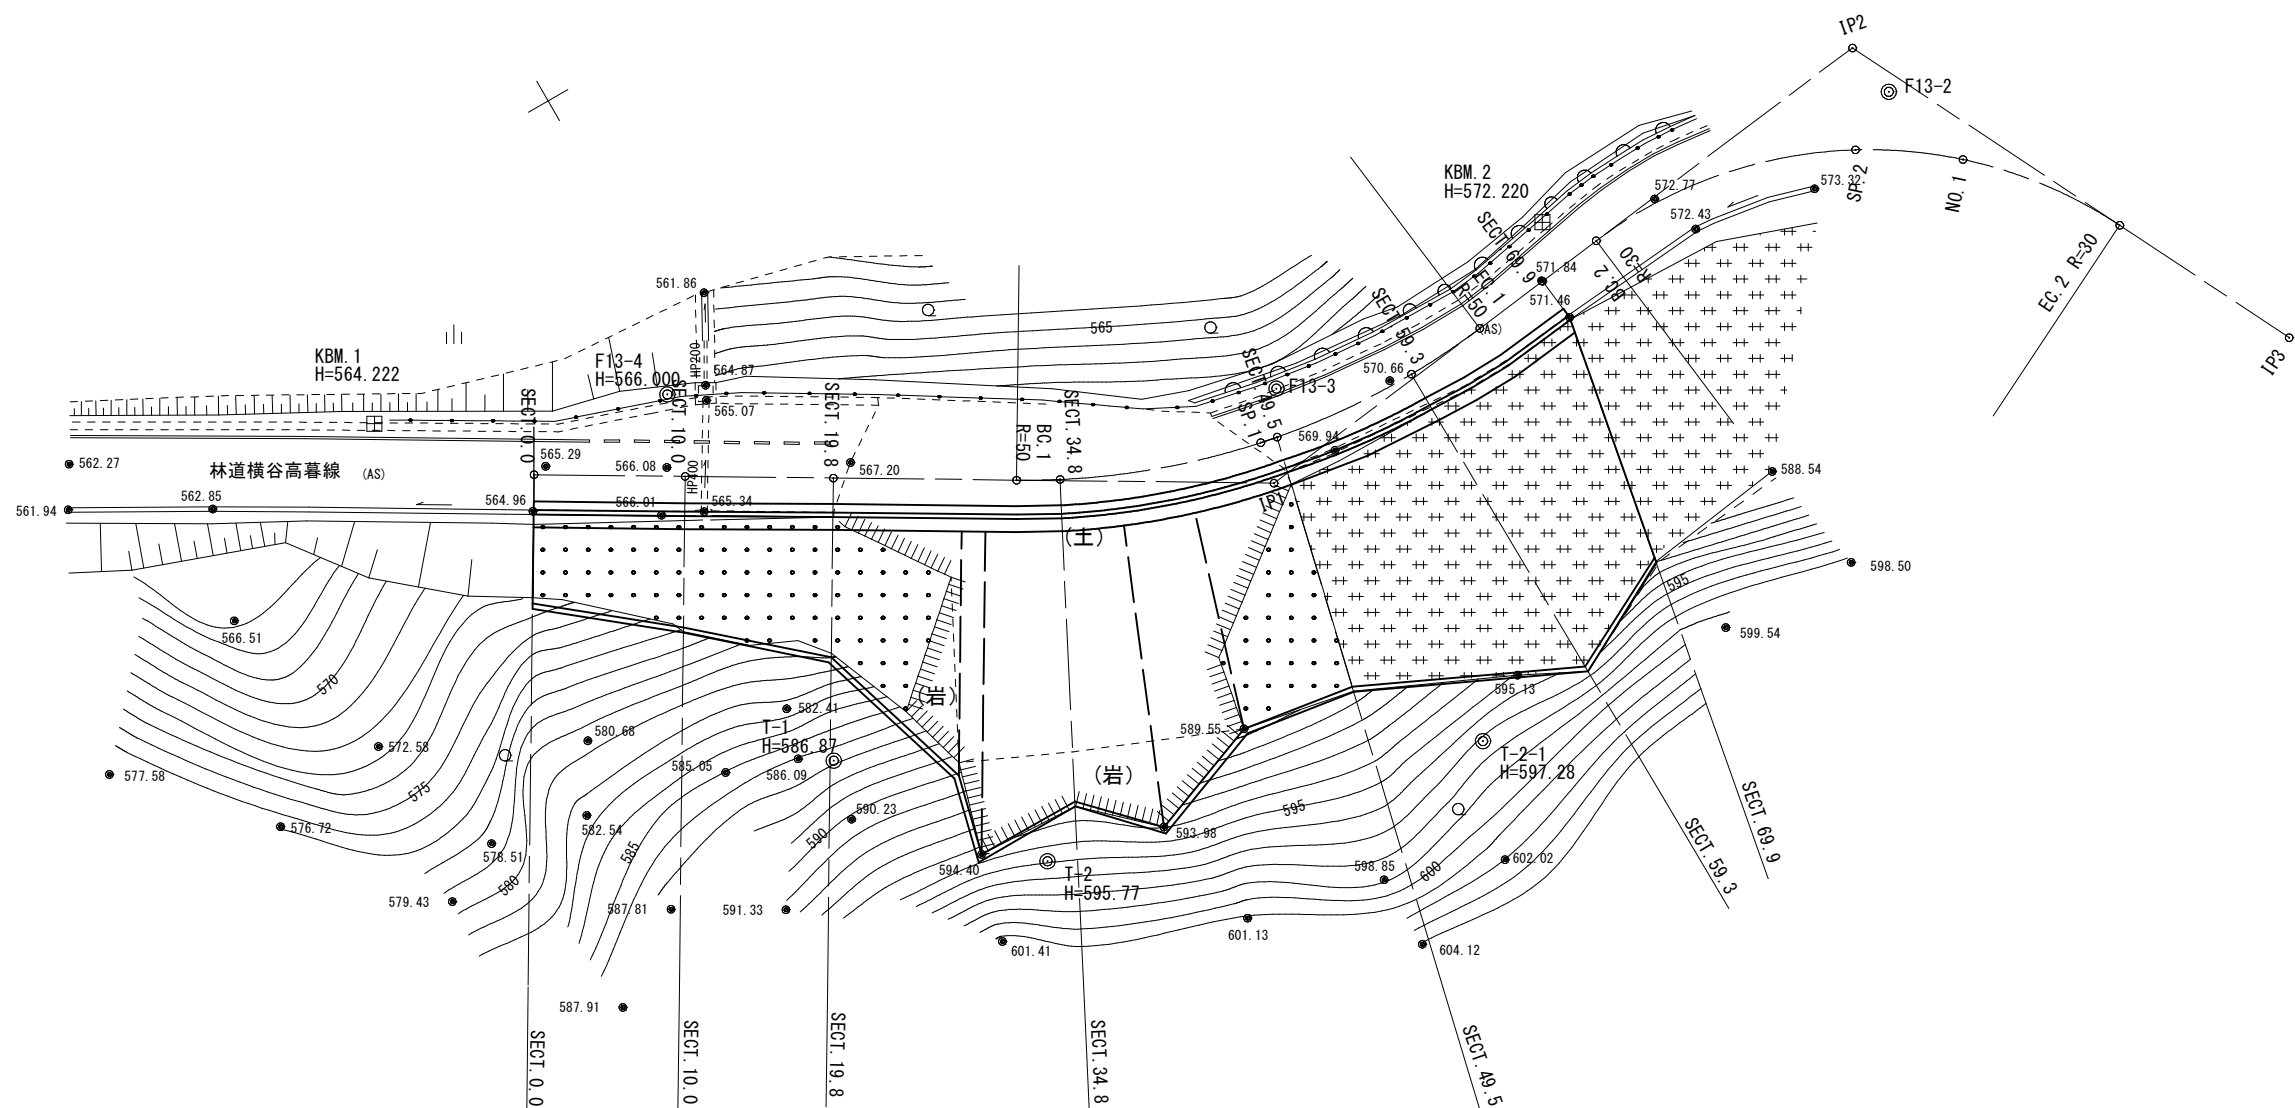 IP2
F13-2
KBM.2
H=572.220
572.77
573.32
572.43
SP.2
NO.1
SECT.69.9
571.84
571.46
EC.1
R=50
(AS)
BC.2
R=30
EC.2 R=30
IP3
561.86
565
SECT.59.3
KBM.1
H=564.222
F13-4
H=566.000
HP200
564.87
565.07
570.66
F13-3
SECT.49.5
SP.1
569.94
SECT.0.0
SECT.10.0
SECT.19.8
BC.1
R=50
SECT.34.8
562.27
林道横谷高暮線 (AS)
565.29
566.08
567.20
HP400
561.94
562.85
564.96
566.01
565.34
IP1
588.54
(土)
598.50
595
566.51
599.54
570
(岩)
595.13
582.41
T-1
H=586.87
580.68
572.58
589.55
577.58
575
585.05
586.09
(岩)
T-2-1
H=597.28
590.23
595
576.72
582.54
590
593.98
578.51
585
580
594.40
T-2
H=595.77
598.85
600
602.02
579.43
587.81
591.33
601.41
601.13
604.12
587.91
SECT.0.0
SECT.10.0
SECT.19.8
SECT.34.8
SECT.49.5
SECT.59.3
SECT.69.9